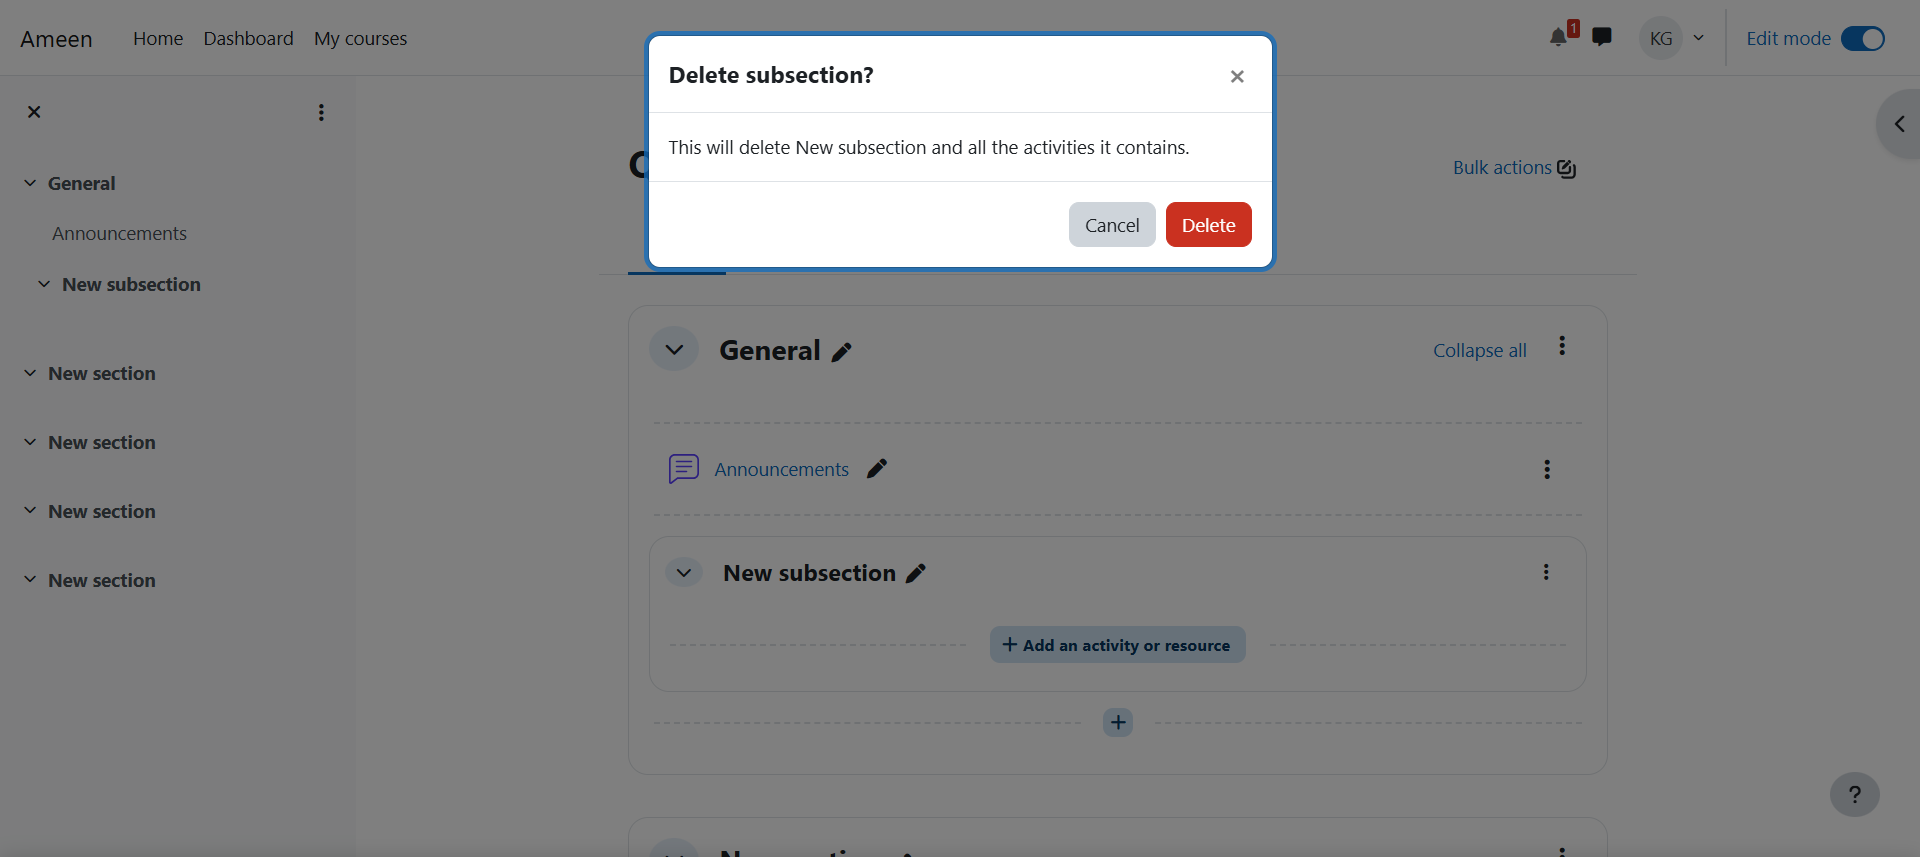 Ameen Home Dashboard My courses
1 KG Edit mode
Delete subsection?
This will delete New subsection and all the activities it contains.
Cancel Delete
Bulk actions
General
Announcements
New subsection
New section
New section
New section
New section
General Collapse all
Announcements
New subsection
+ Add an activity or resource
+
?